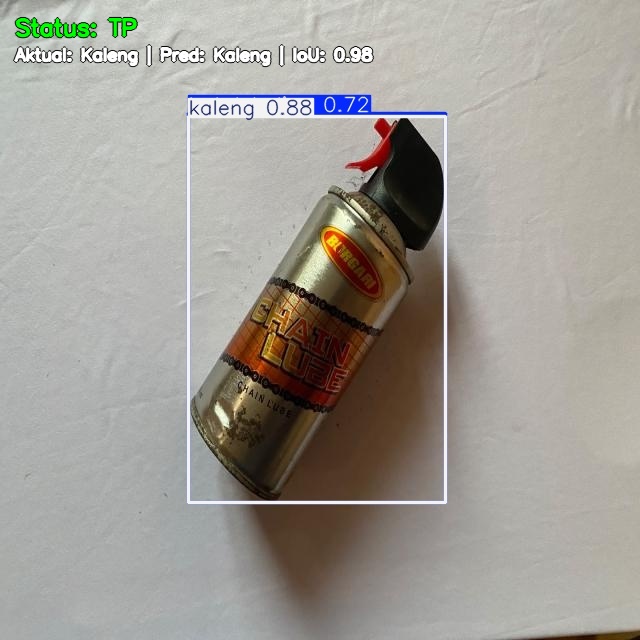 Status: TP
Aktual: Kaleng | Pred: Kaleng | IoU: 0.98
kaleng 0.88 0.72
CHAIN
LUBE
CHAIN LUBE